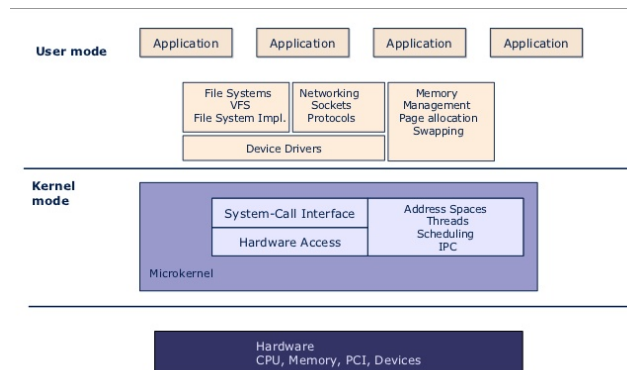 User mode
Application
Application
Application
Application
File Systems
VFS
File System Impl.
Networking
Sockets
Protocols
Memory
Management
Page allocation
Swapping
Device Drivers
Kernel
mode
System-Call Interface
Hardware Access
Address Spaces
Threads
Scheduling
IPC
Microkernel
Hardware
CPU, Memory, PCI, Devices